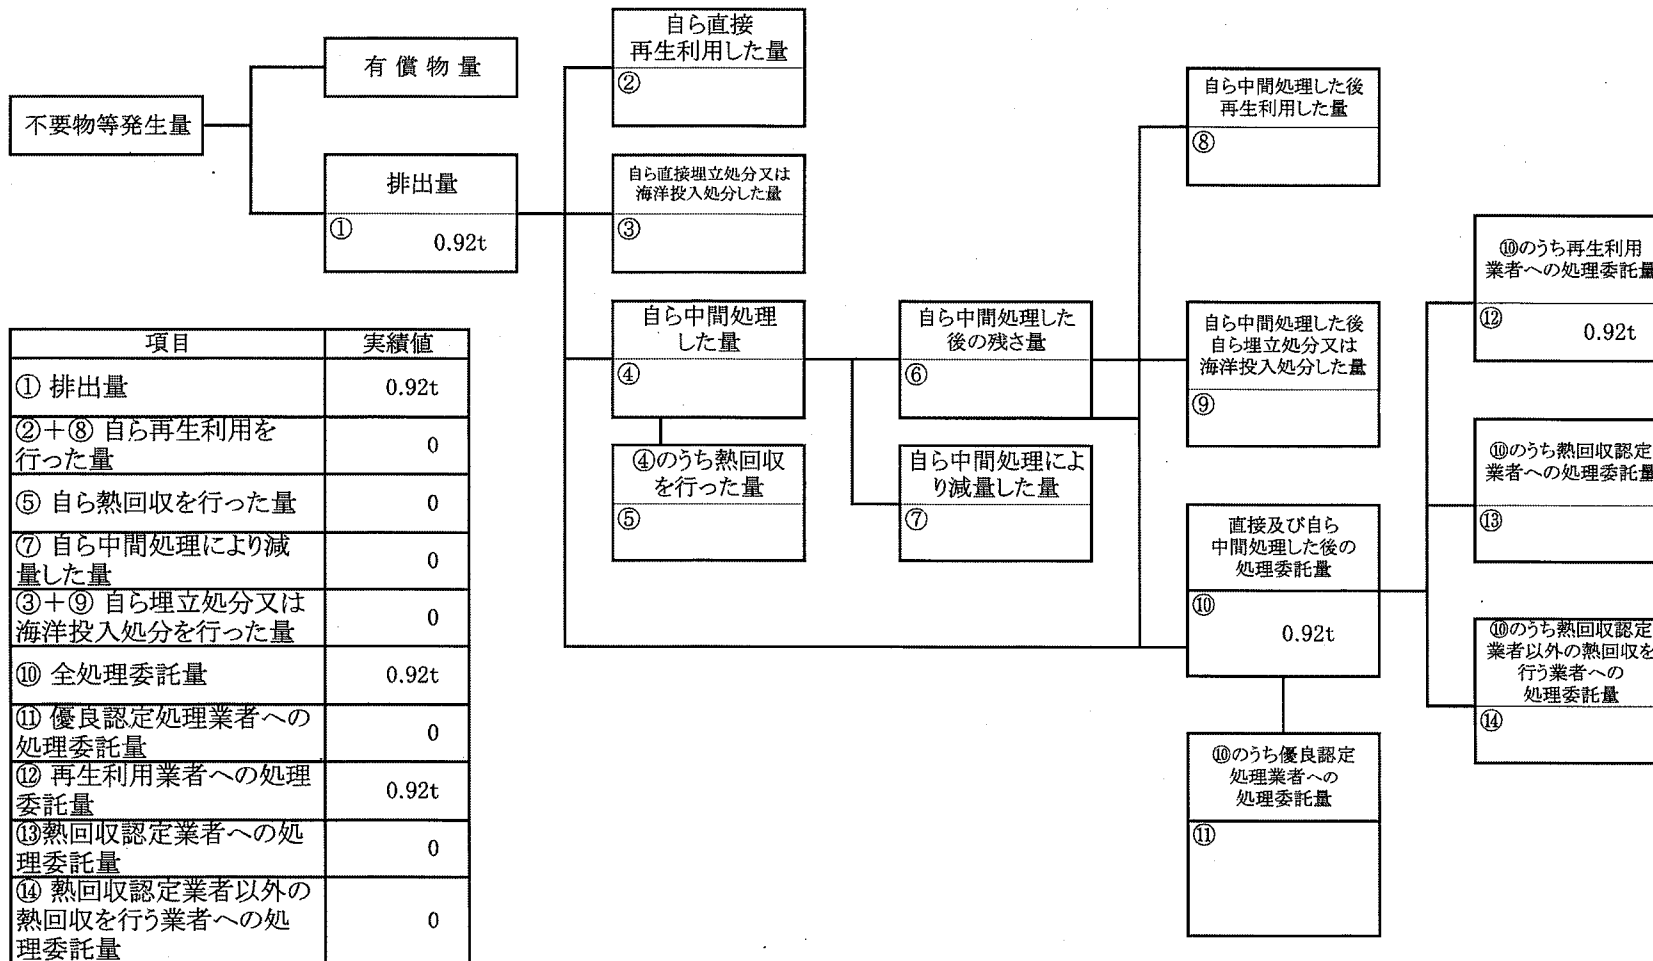 不要物等発生量
有償物量
排出量
①
0.92t
自ら直接
再生利用した量
②
自ら直接埋立処分又は
海洋投入処分した量
③
自ら中間処理
した量
④
④のうち熱回収
を行った量
⑤
自ら中間処理した
後の残さ量
⑥
自ら中間処理によ
り減量した量
⑦
自ら中間処理した後
再生利用した量
⑧
自ら中間処理した後
自ら埋立処分又は
海洋投入処分した量
⑨
直接及び自ら
中間処理した後の
処理委託量
⑩
0.92t
⑩のうち優良認定
処理業者への
処理委託量
⑪
⑩のうち再生利用
業者への処理委託量
⑫
0.92t
⑩のうち熱回収認定
業者への処理委託量
⑬
⑩のうち熱回収認定
業者以外の熱回収を
行う業者への
処理委託量
⑭
項目 実績値
① 排出量 0.92t
②+⑧ 自ら再生利用を
行った量 0
⑤ 自ら熱回収を行った量 0
⑦ 自ら中間処理により減
量した量 0
③+⑨ 自ら埋立処分又は
海洋投入処分を行った量 0
⑩ 全処理委託量 0.92t
⑪ 優良認定処理業者への
処理委託量 0
⑫ 再生利用業者への処理
委託量 0.92t
⑬熱回収認定業者への処
理委託量 0
⑭ 熱回収認定業者以外の
熱回収を行う業者への処
理委託量 0